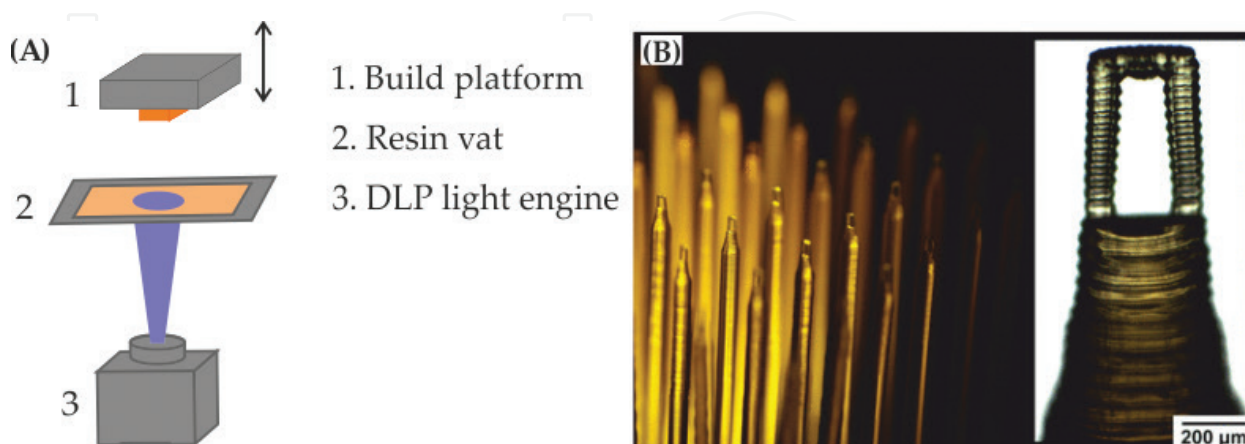 (A)
1
2
3
1. Build platform
2. Resin vat
3. DLP light engine
(B)
200 µm